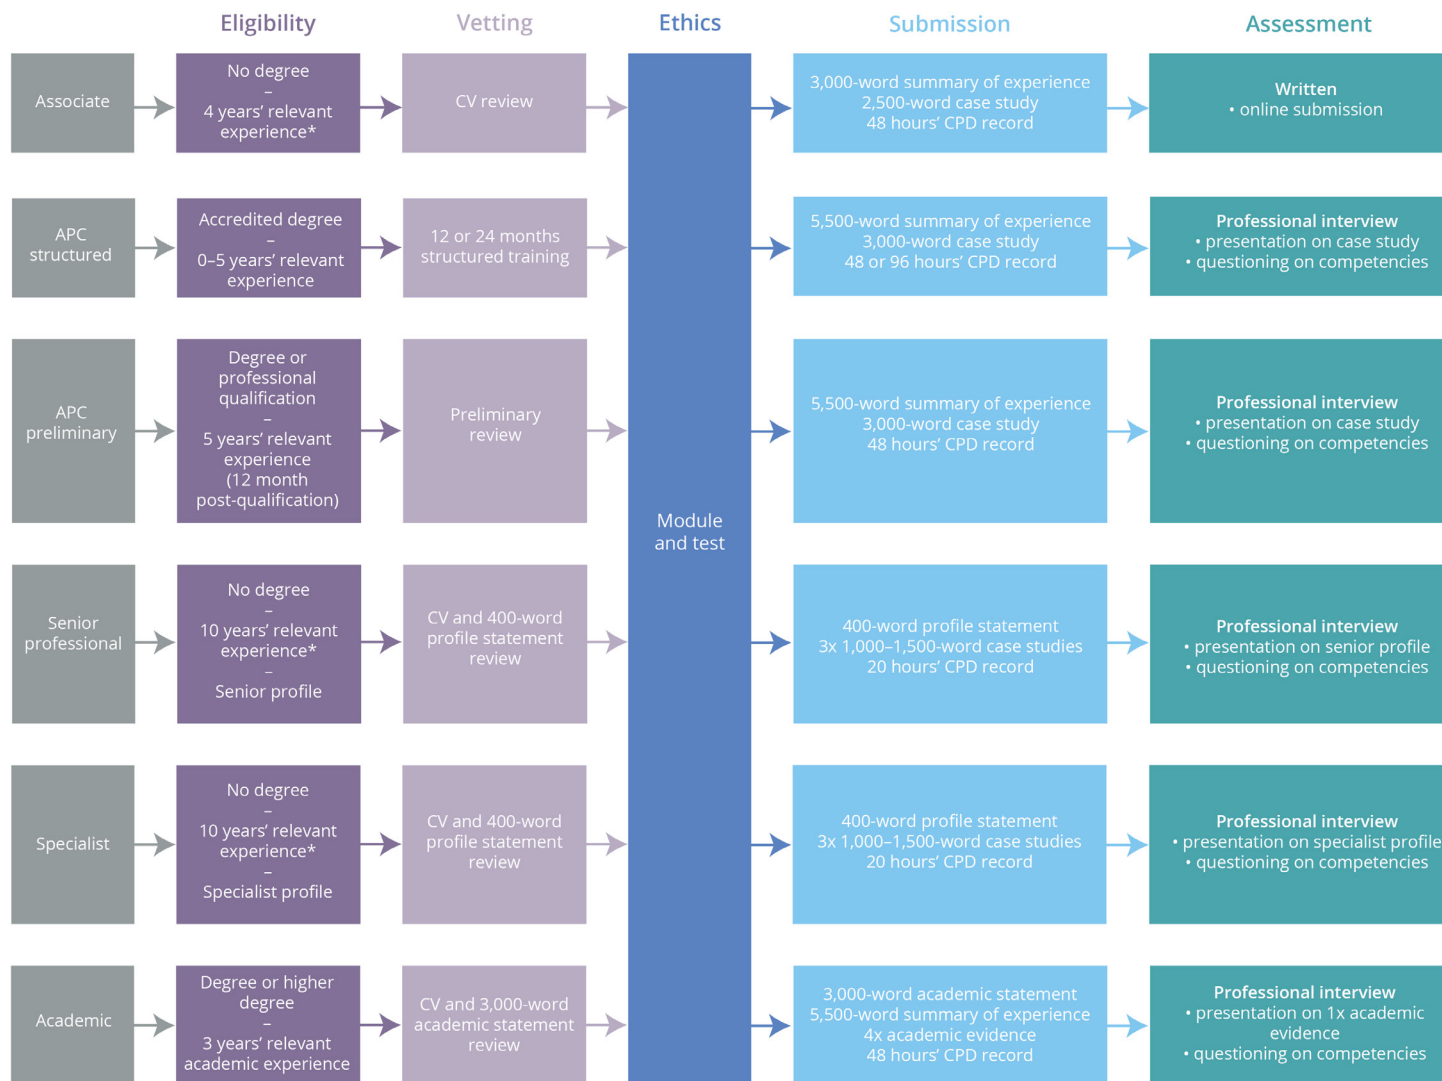 Eligibility
Vetting
Ethics
Submission
Assessment
Associate
No degree
–
4 years’ relevant
experience*
CV review
3,000-word summary of experience
2,500-word case study
48 hours’ CPD record
Written
• online submission
APC
structured
Accredited degree
–
0–5 years’ relevant
experience
12 or 24 months
structured training
5,500-word summary of experience
3,000-word case study
48 or 96 hours’ CPD record
Professional interview
• presentation on case study
• questioning on competencies
APC
preliminary
Degree or
professional
qualification
–
5 years’ relevant
experience
(12 month
post-qualification)
Preliminary
review
5,500-word summary of experience
3,000-word case study
48 hours’ CPD record
Professional interview
• presentation on case study
• questioning on competencies
Module
and test
Senior
professional
No degree
–
10 years’ relevant
experience*
–
Senior profile
CV and 400-word
profile statement
review
400-word profile statement
3x 1,000–1,500-word case studies
20 hours’ CPD record
Professional interview
• presentation on senior profile
• questioning on competencies
Specialist
No degree
–
10 years’ relevant
experience*
–
Specialist profile
CV and 400-word
profile statement
review
400-word profile statement
3x 1,000–1,500-word case studies
20 hours’ CPD record
Professional interview
• presentation on specialist profile
• questioning on competencies
Academic
Degree or higher
degree
–
3 years’ relevant
academic experience
CV and 3,000-word
academic statement
review
3,000-word academic statement
5,500-word summary of experience
4x academic evidence
48 hours’ CPD record
Professional interview
• presentation on 1x academic
evidence
• questioning on competencies